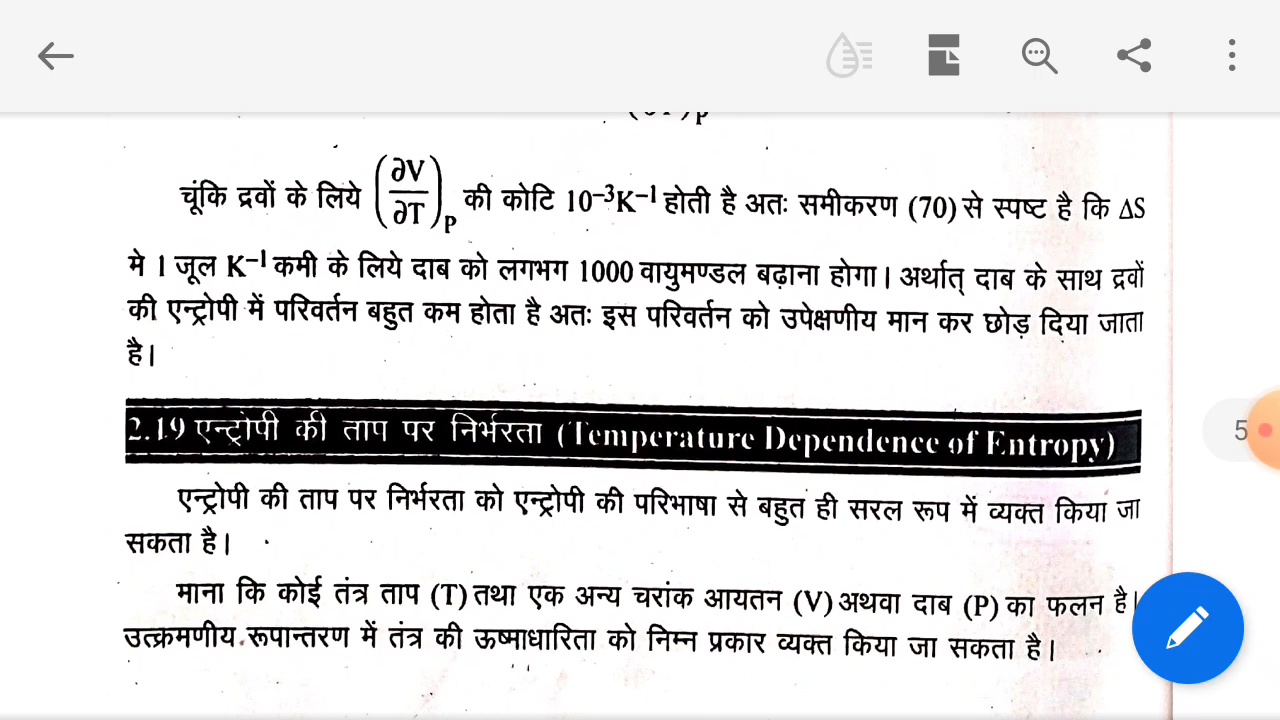 चूंकि द्रवों के लिये (∂V/∂T)P की कोटि 10⁻³K⁻¹ होती है अतः समीकरण (70) से स्पष्ट है कि ΔS
मे 1 जूल K⁻¹ कमी के लिये दाब को लगभग 1000 वायुमण्डल बढ़ाना होगा। अर्थात् दाब के साथ द्रवों
की एन्ट्रोपी में परिवर्तन बहुत कम होता है अतः इस परिवर्तन को उपेक्षणीय मान कर छोड़ दिया जाता
है।
2.19 एन्ट्रोपी की ताप पर निर्भरता (Temperature Dependence of Entropy)
5
एन्ट्रोपी की ताप पर निर्भरता को एन्ट्रोपी की परिभाषा से बहुत ही सरल रूप में व्यक्त किया जा
सकता है।
माना कि कोई तंत्र ताप (T) तथा एक अन्य चरांक आयतन (V) अथवा दाब (P) का फलन है।
उत्क्रमणीय रूपान्तरण में तंत्र की ऊष्माधारिता को निम्न प्रकार व्यक्त किया जा सकता है।